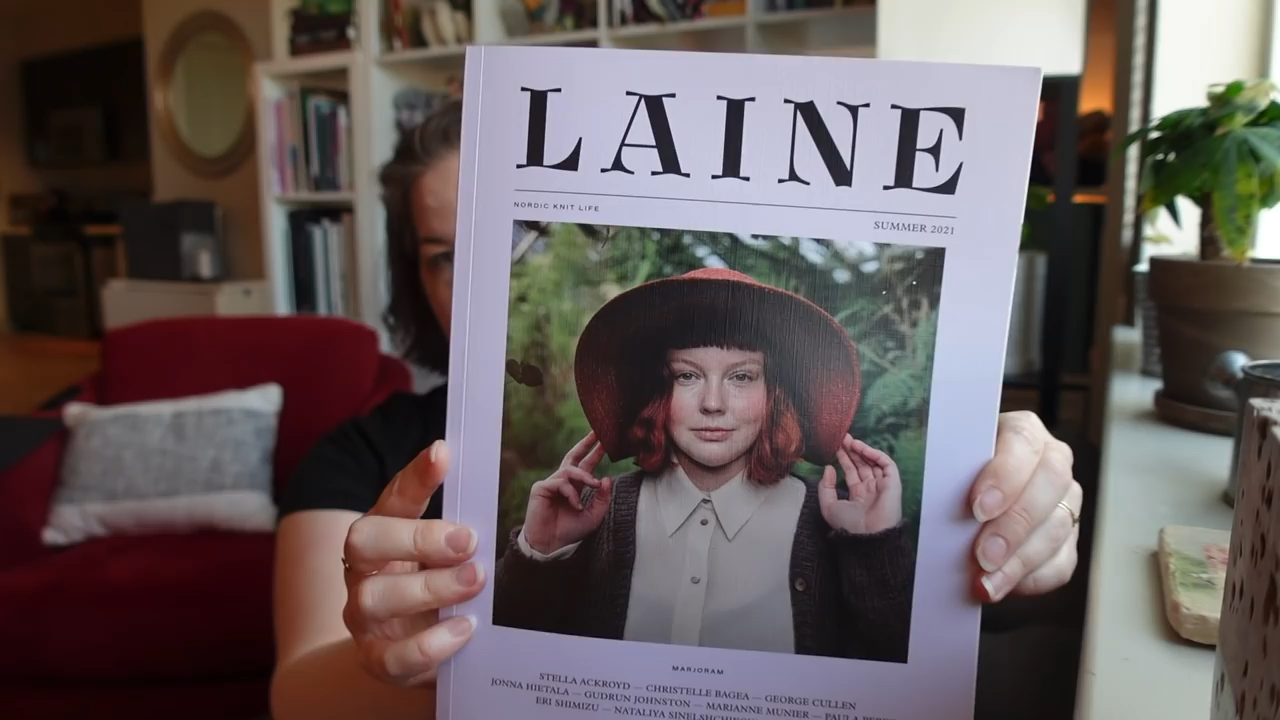 LAINE
NORDIC KNIT LIFE
SUMMER 2021
MARJORAM
STELLA ACKROYD — CHRISTELLE BAGEA — GEORGE CULLEN
JONNA HIETALA — GUDRUN JOHNSTON — MARIANNE MUNIER — PAULA
ERI SHIMIZU — NATALIYA